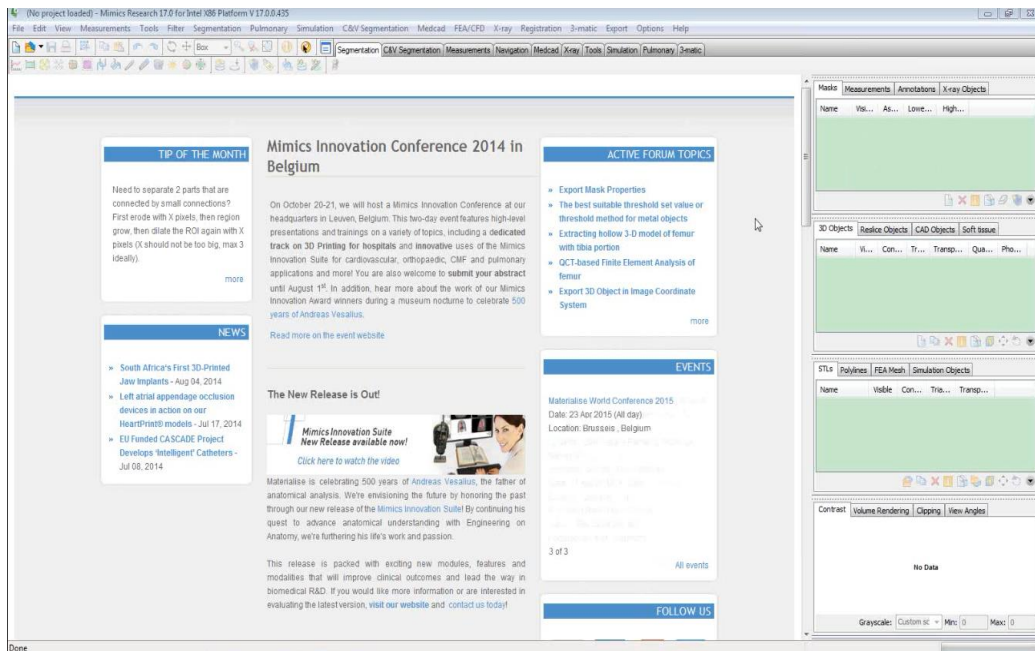 (No project loaded) - Mimics Research 17.0 for Intel X86 Platform V 17.0.0.435
File Edit View Measurements Tools Filter Segmentation Pulmonary Simulation C&V Segmentation Medcad FEA/CFD X-ray Registration 3-matic Export Options Help
Box
Segmentation C&V Segmentation Measurements Navigation Medcad X-ray Tools Simulation Pulmonary 3-matic
TIP OF THE MONTH
Need to separate 2 parts that are
connected by small connections?
First erode with X pixels, then region
grow, then dilate the ROI again with X
pixels (X should not be too big, max 3
ideally).
more
NEWS
» South Africa's First 3D-Printed
Jaw Implants - Aug 04, 2014
» Left atrial appendage occlusion
devices in action on our
HeartPrint® models - Jul 17, 2014
» EU Funded CASCADE Project
Develops 'Intelligent' Catheters -
Jul 08, 2014
Mimics Innovation Conference 2014 in
Belgium
On October 20-21, we will host a Mimics Innovation Conference at our
headquarters in Leuven, Belgium. This two-day event features high-level
presentations and trainings on a variety of topics, including a dedicated
track on 3D Printing for hospitals and innovative uses of the Mimics
Innovation Suite for cardiovascular, orthopaedic, CMF and pulmonary
applications and more! You are also welcome to submit your abstract
until August 1st. In addition, hear more about the work of our Mimics
Innovation Award winners during a museum nocturne to celebrate 500
years of Andreas Vesalius.
Read more on the event website
The New Release is Out!
Mimics Innovation Suite
New Release available now!
Click here to watch the video
Materialise is celebrating 500 years of Andreas Vesalius, the father of
anatomical analysis. We're envisioning the future by honoring the past
through our new release of the Mimics Innovation Suite! By continuing his
quest to advance anatomical understanding with Engineering on
Anatomy, we're furthering his life's work and passion.
This release is packed with exciting new modules, features and
modalities that will improve clinical outcomes and lead the way in
biomedical R&D. If you would like more information or are interested in
evaluating the latest version, visit our website and contact us today!
ACTIVE FORUM TOPICS
» Export Mask Properties
» The best suitable threshold set value or
threshold method for metal objects
» Extracting hollow 3-D model of femur
with tibia portion
» QCT-based Finite Element Analysis of
femur
» Export 3D Object in Image Coordinate
System
more
EVENTS
Materialise World Conference 2015
Date: 23 Apr 2015 (All day)
Location: Brussels , Belgium
3 of 3
All events
FOLLOW US
Masks Measurements Annotations X-ray Objects
Name Visi... As... Lowe... High...
3D Objects Reslice Objects CAD Objects Soft tissue
Name Vi... Con... Tr... Transp... Qua... Pho...
STLs Polylines FEA Mesh Simulation Objects
Name Visible Con... Tria... Transp...
Contrast Volume Rendering Clipping View Angles
No Data
Grayscale: Custom sc Min: 0 Max: 0
Done